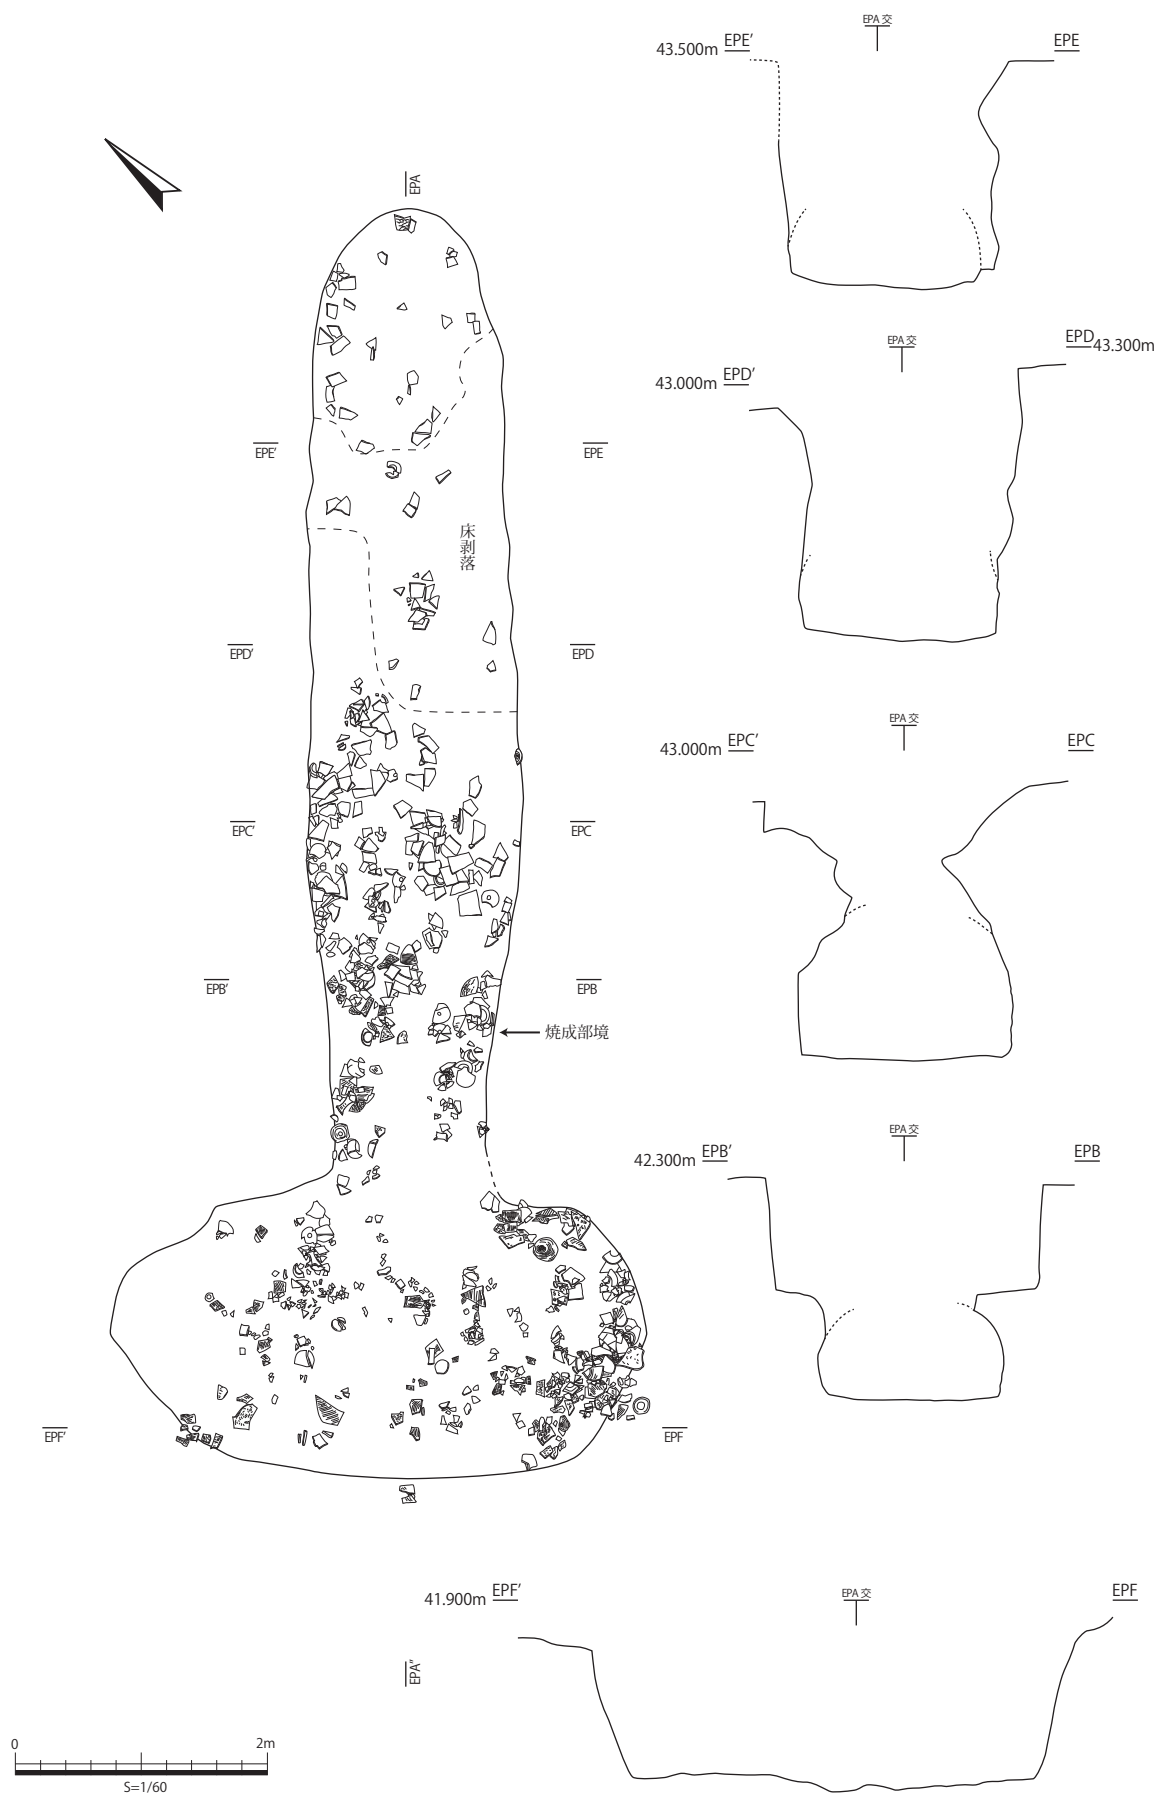 EPA交
43.500m EPE′ EPE
EPA
EPA交
43.000m EPD′ EPD 43.300m
EPE′ EPE
床剥落
EPD′ EPD
EPA交
43.000m EPC′ EPC
EPC′ EPC
EPB′ EPB
焼成部境
EPA交
42.300m EPB′ EPB
EPF′ EPF
EPA交
41.900m EPF′ EPF
EPA″
0 2m
S=1/60